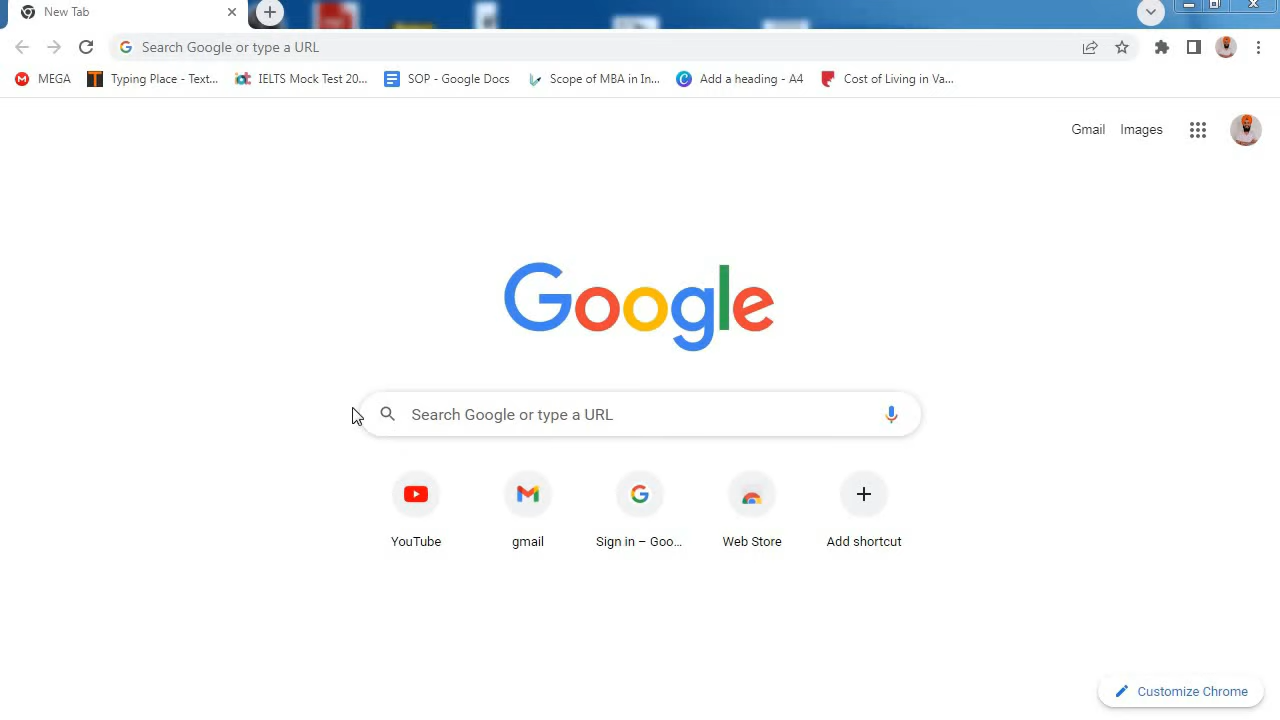 New Tab
Search Google or type a URL
MEGA Typing Place - Text... IELTS Mock Test 20... SOP - Google Docs Scope of MBA in In... Add a heading - A4 Cost of Living in Va...
Gmail Images
Google
Search Google or type a URL
YouTube gmail Sign in – Goo... Web Store Add shortcut
Customize Chrome